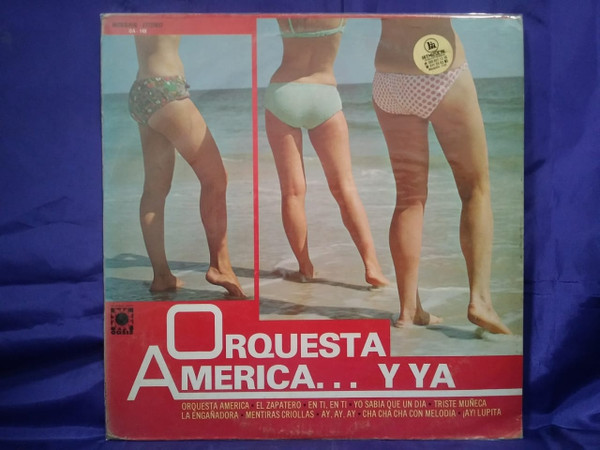 ORQUESTA
AMERICA... Y YA
ORQUESTA AMERICA · EL ZAPATERO · EN TI, EN TI · YO SABIA QUE UN DIA · TRISTE MUÑECA
LA ENGAÑADORA · MENTIRAS CRIOLLAS · AY, AY, AY · CHA CHA CHA CON MELODIA · ¡AY! LUPITA